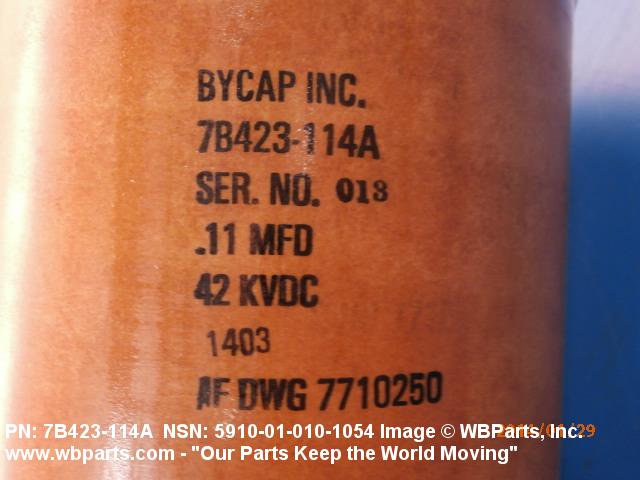 BYCAP INC.
7B423-114A
SER. NO. 013
.11 MFD
42 KVDC
1403
AF DWG 7710250
PN: 7B423-114A NSN: 5910-01-010-1054 Image © WBParts, Inc.
www.wbparts.com - "Our Parts Keep the World Moving"